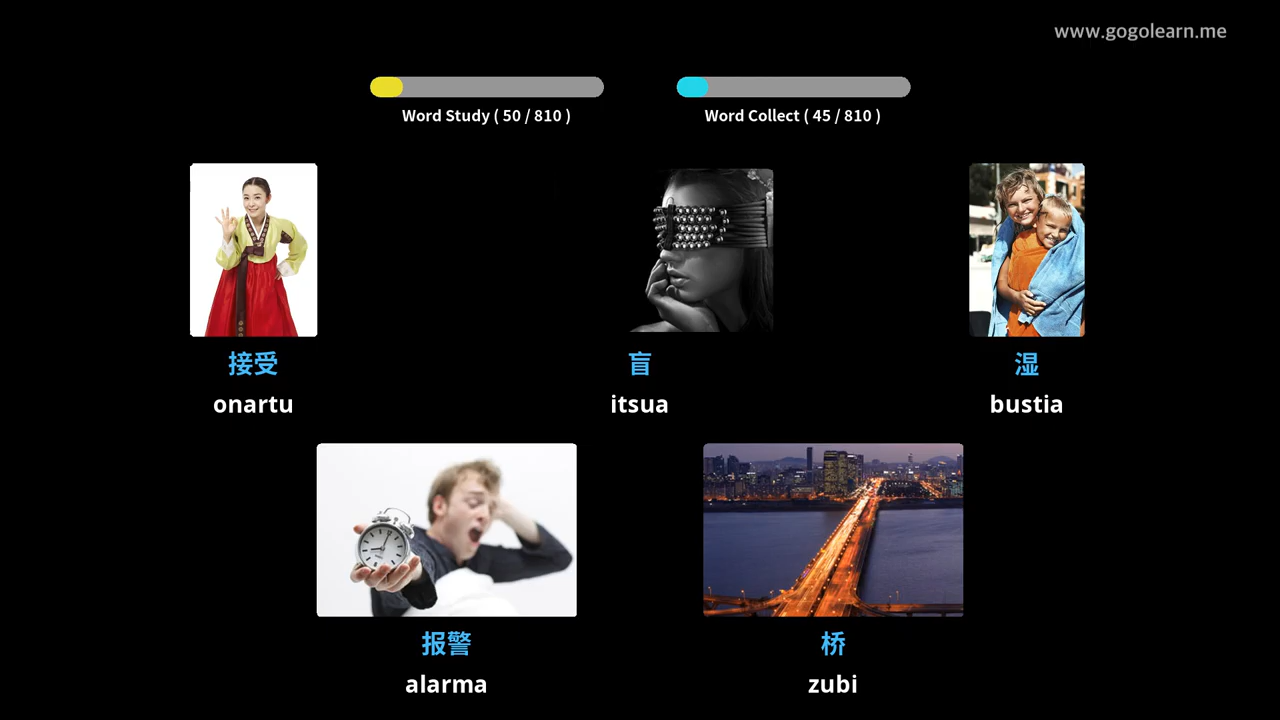 www.gogolearn.me
Word Study ( 50 / 810 )
Word Collect ( 45 / 810 )
接受
onartu
盲
itsua
湿
bustia
报警
alarma
桥
zubi